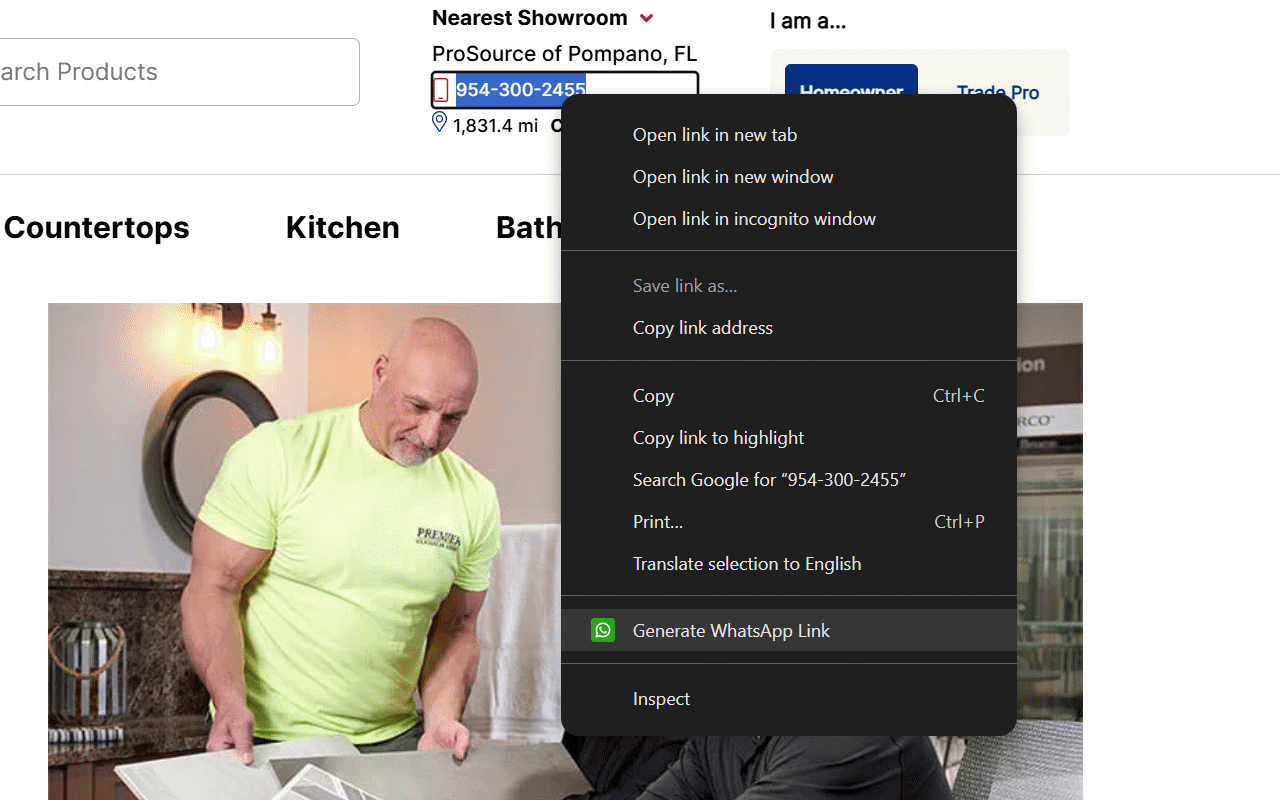 Nearest Showroom
I am a...
ProSource of Pompano, FL
arch Products
954-300-2455
Homeowner
Trade Pro
1,831.4 mi
Open link in new tab
Open link in new window
Open link in incognito window
Countertops
Kitchen
Bath
Save link as...
Copy link address
Copy Ctrl+C
Copy link to highlight
Search Google for “954-300-2455”
Print... Ctrl+P
Translate selection to English
PREMIER
Generate WhatsApp Link
Inspect